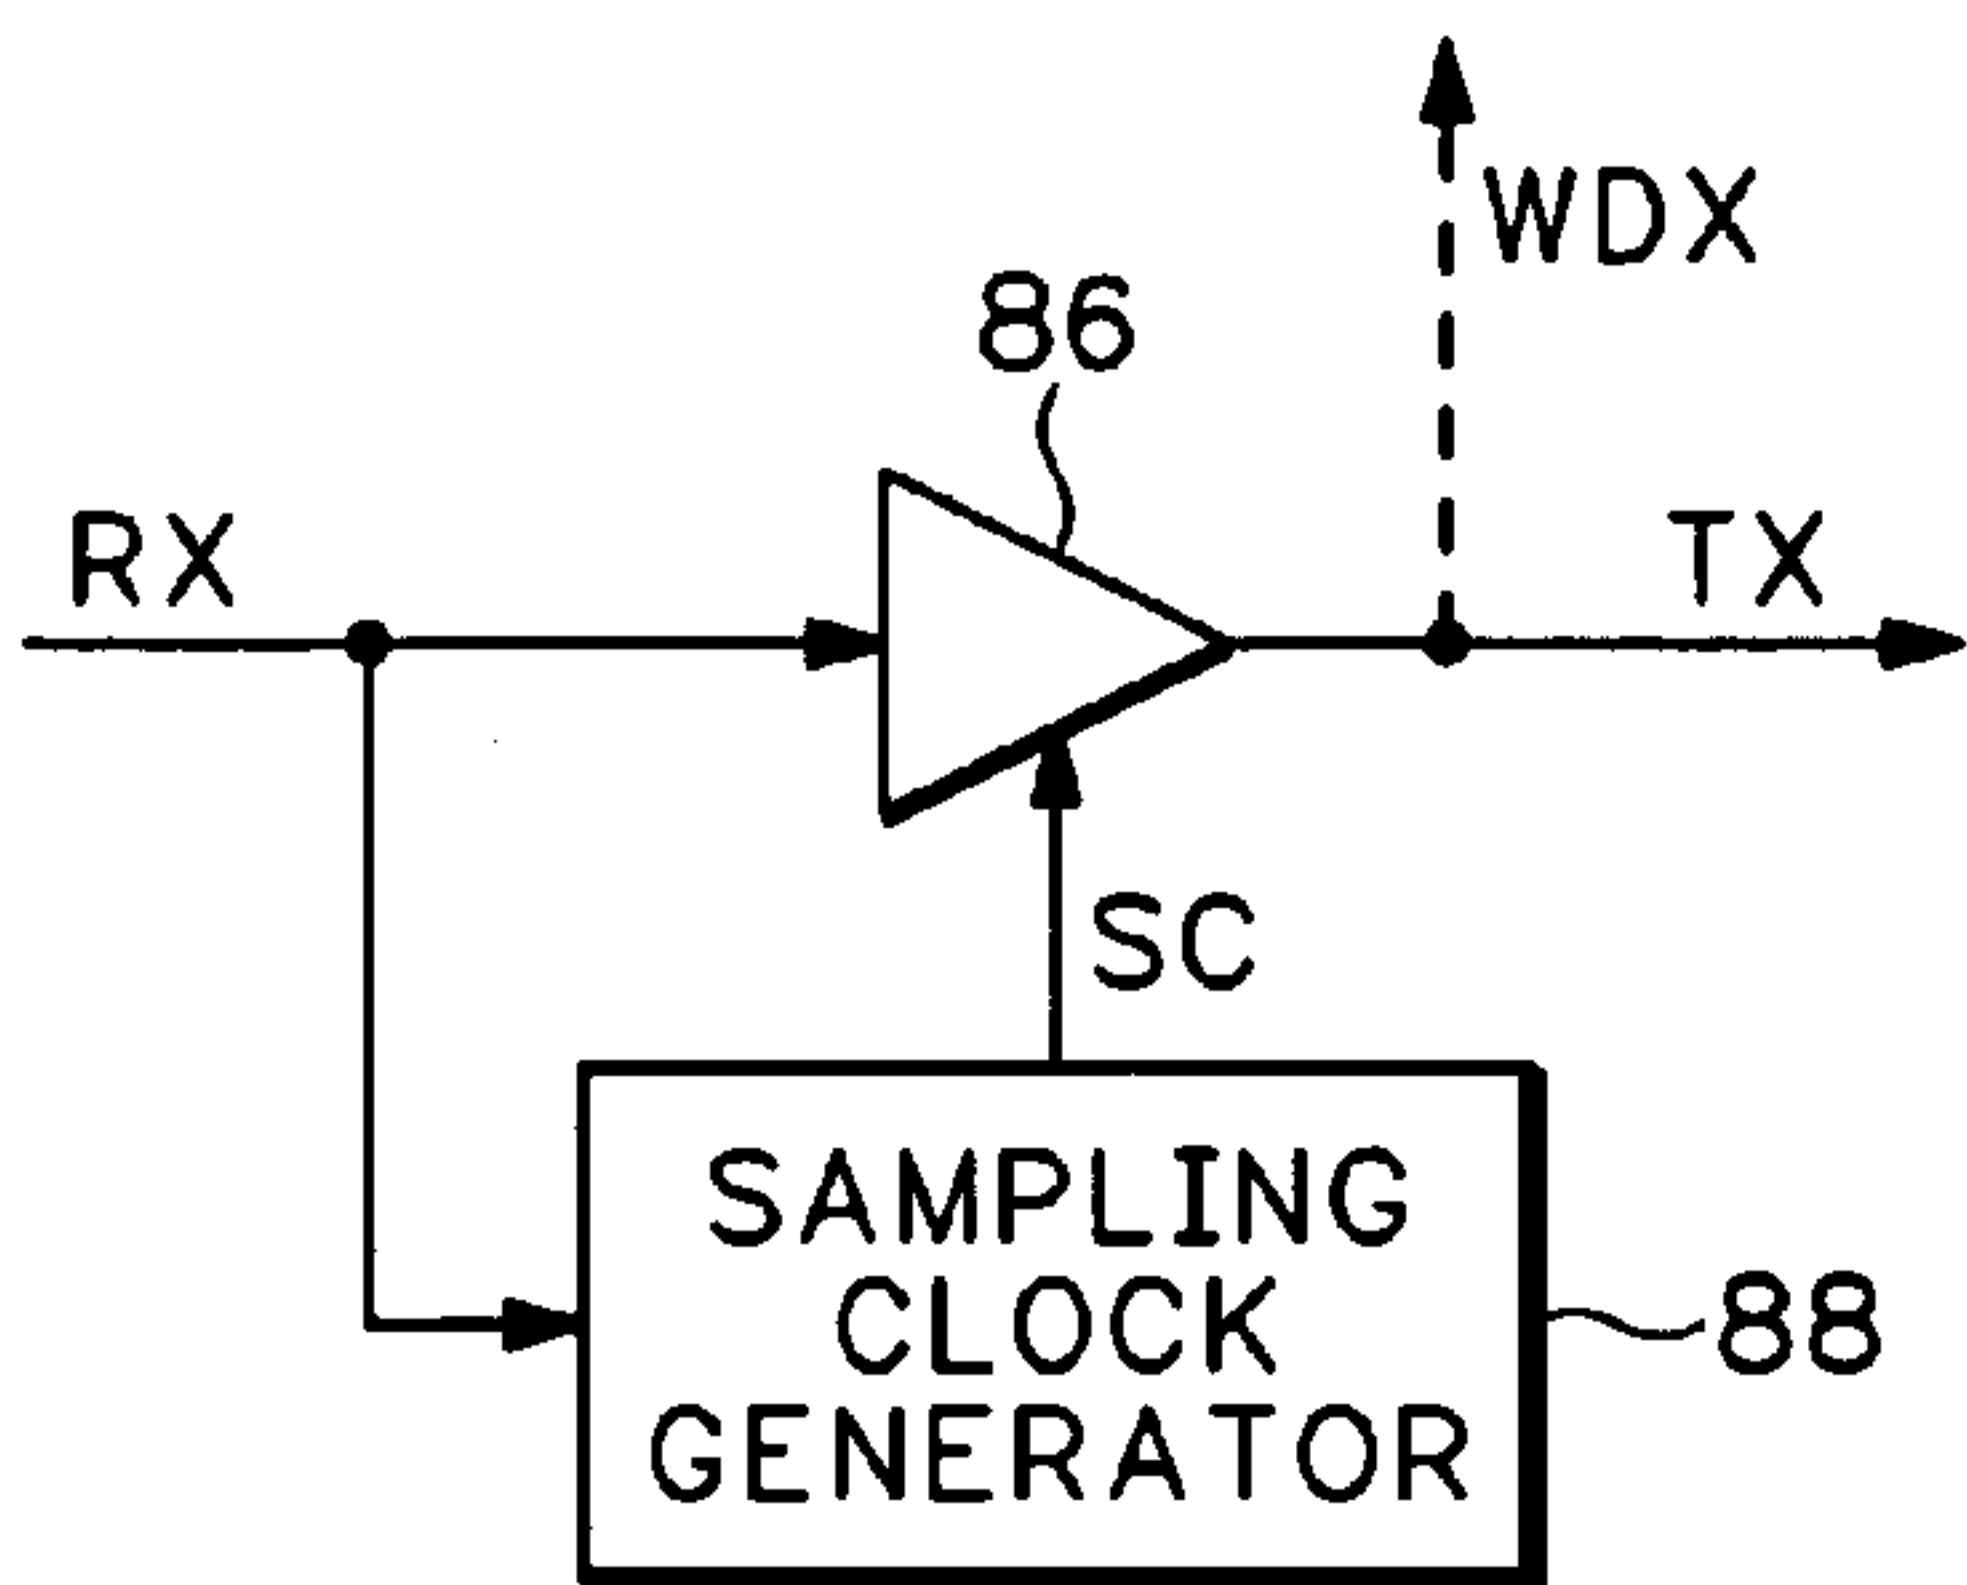 WDX
86
RX
TX
SC
SAMPLING
CLOCK
GENERATOR
88